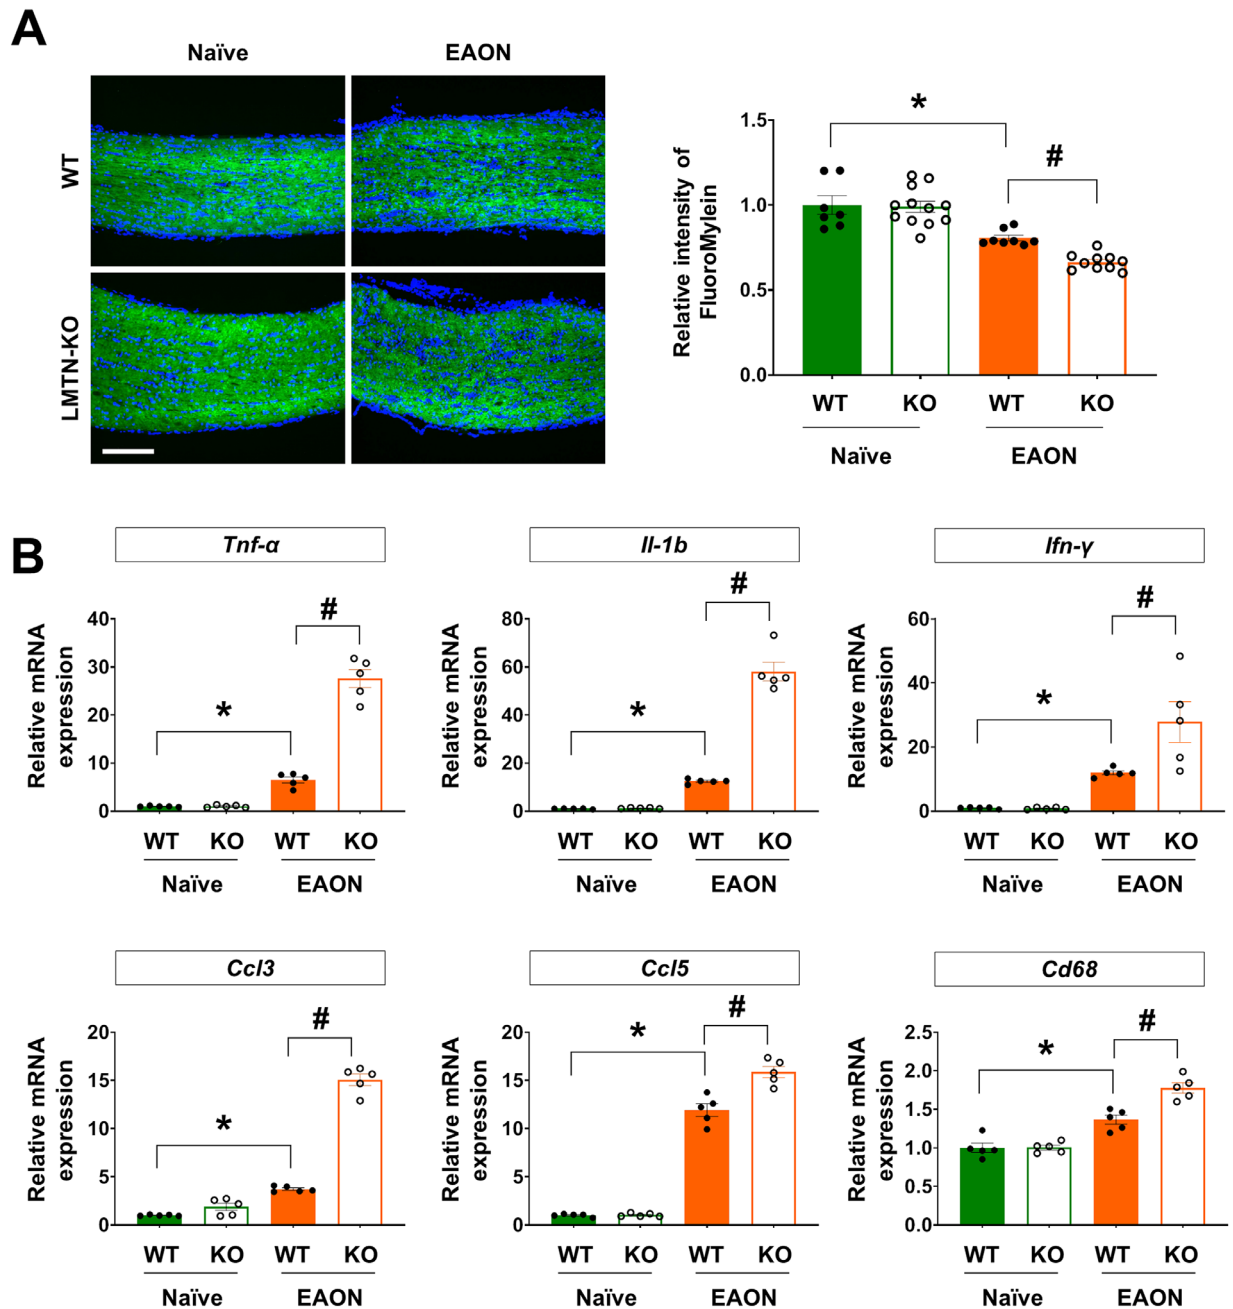 A
Naïve EAON
WT
LMTN-KO
Relative intensity of
FluoroMylein
1.5
1.0
0.5
0.0
*
#
WT KO WT KO
Naïve EAON
B
Tnf-α
Relative mRNA
expression
40
30
20
10
0
*
#
WT KO WT KO
Naïve EAON
Il-1b
Relative mRNA
expression
80
60
40
20
0
*
#
WT KO WT KO
Naïve EAON
Ifn-γ
Relative mRNA
expression
60
40
20
0
*
#
WT KO WT KO
Naïve EAON
Ccl3
Relative mRNA
expression
20
15
10
5
0
*
#
WT KO WT KO
Naïve EAON
Ccl5
Relative mRNA
expression
20
15
10
5
0
*
#
WT KO WT KO
Naïve EAON
Cd68
Relative mRNA
expression
2.5
2.0
1.5
1.0
0.5
0.0
*
#
WT KO WT KO
Naïve EAON